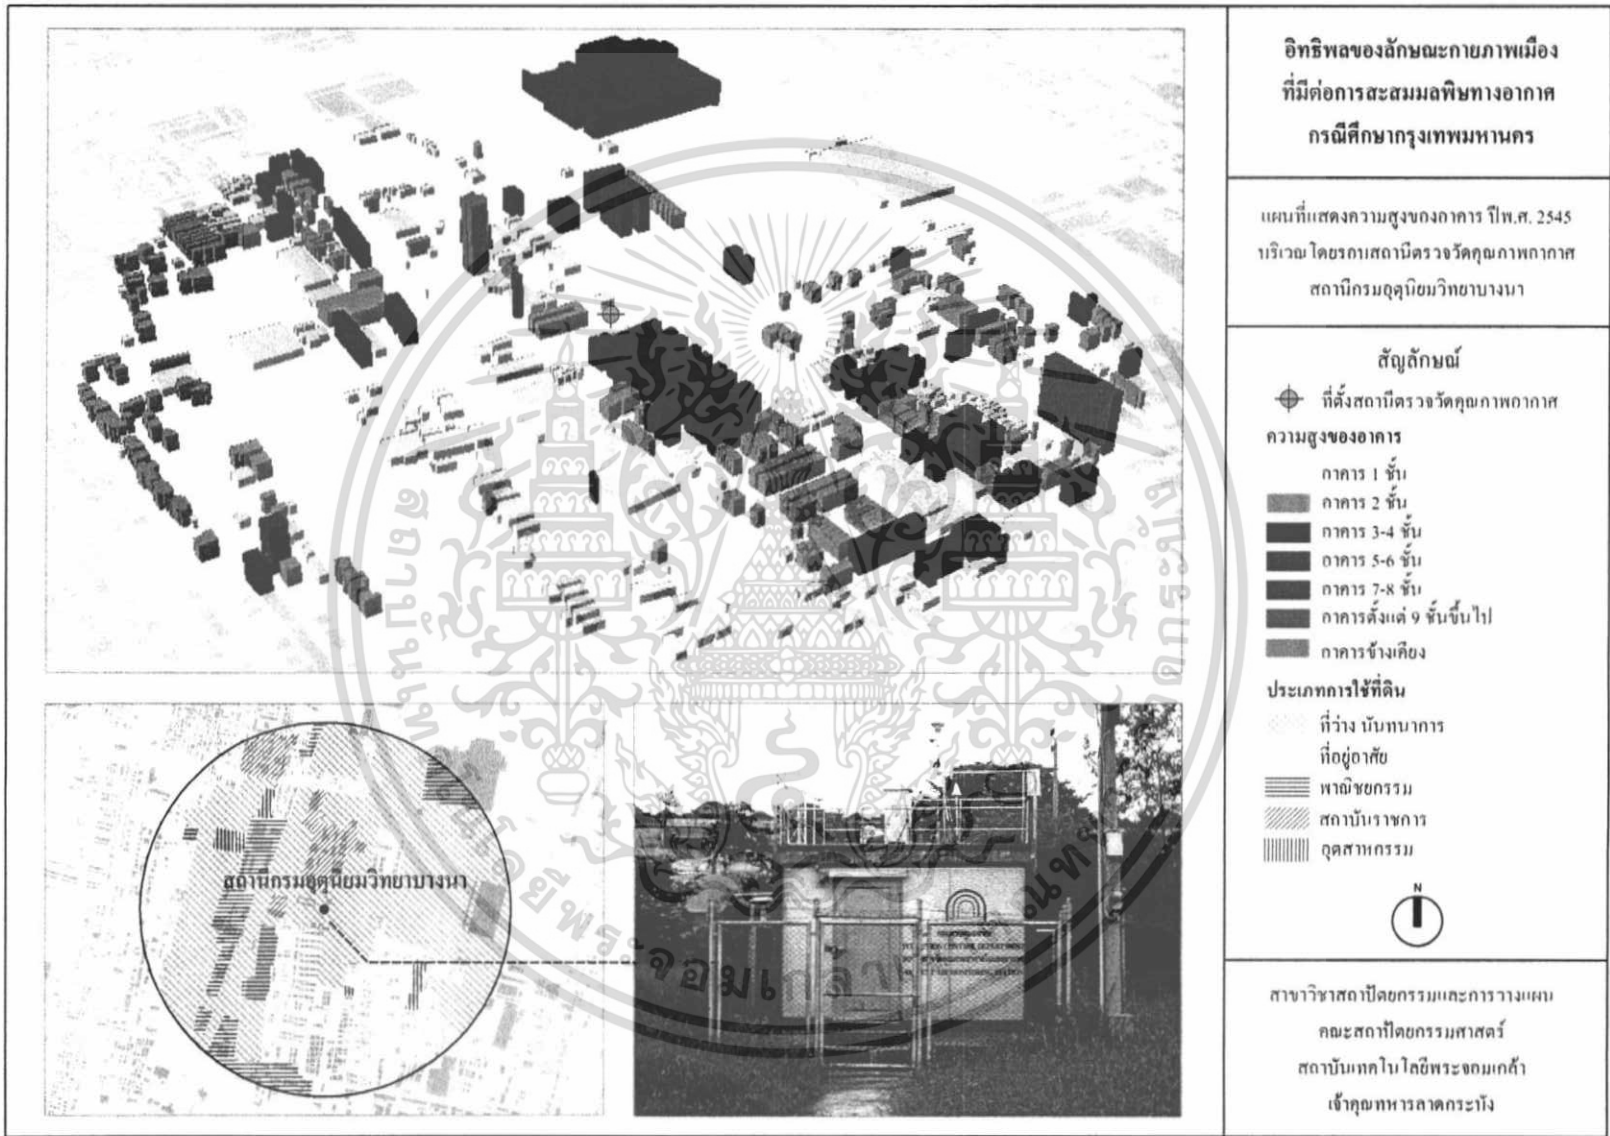 อิทธิพลของลักษณะกายภาพเมือง
ที่มีต่อการสะสมมลพิษทางอากาศ
กรณีศึกษากรุงเทพมหานคร
แผนที่แสดงความสูงของอาคาร ปีพ.ศ. 2545
บริเวณโดยรอบสถานีตรวจวัดคุณภาพอากาศ
สถานีกรมอุตุนิยมวิทยาบางนา
สัญลักษณ์
ที่ตั้งสถานีตรวจวัดคุณภาพอากาศ
ความสูงของอาคาร
อาคาร 1 ชั้น
อาคาร 2 ชั้น
อาคาร 3-4 ชั้น
อาคาร 5-6 ชั้น
อาคาร 7-8 ชั้น
อาคารตั้งแต่ 9 ชั้นขึ้นไป
อาคารข้างเคียง
ประเภทการใช้ที่ดิน
ที่ว่าง นันทนาการ
ที่อยู่อาศัย
พาณิชยกรรม
สถาบันราชการ
อุตสาหกรรม
N
สาขาวิชาสถาปัตยกรรมและการวางแผน
คณะสถาปัตยกรรมศาสตร์
สถาบันเทคโนโลยีพระจอมเกล้า
เจ้าคุณทหารลาดกระบัง
สถานีกรมอุตุนิยมวิทยาบางนา